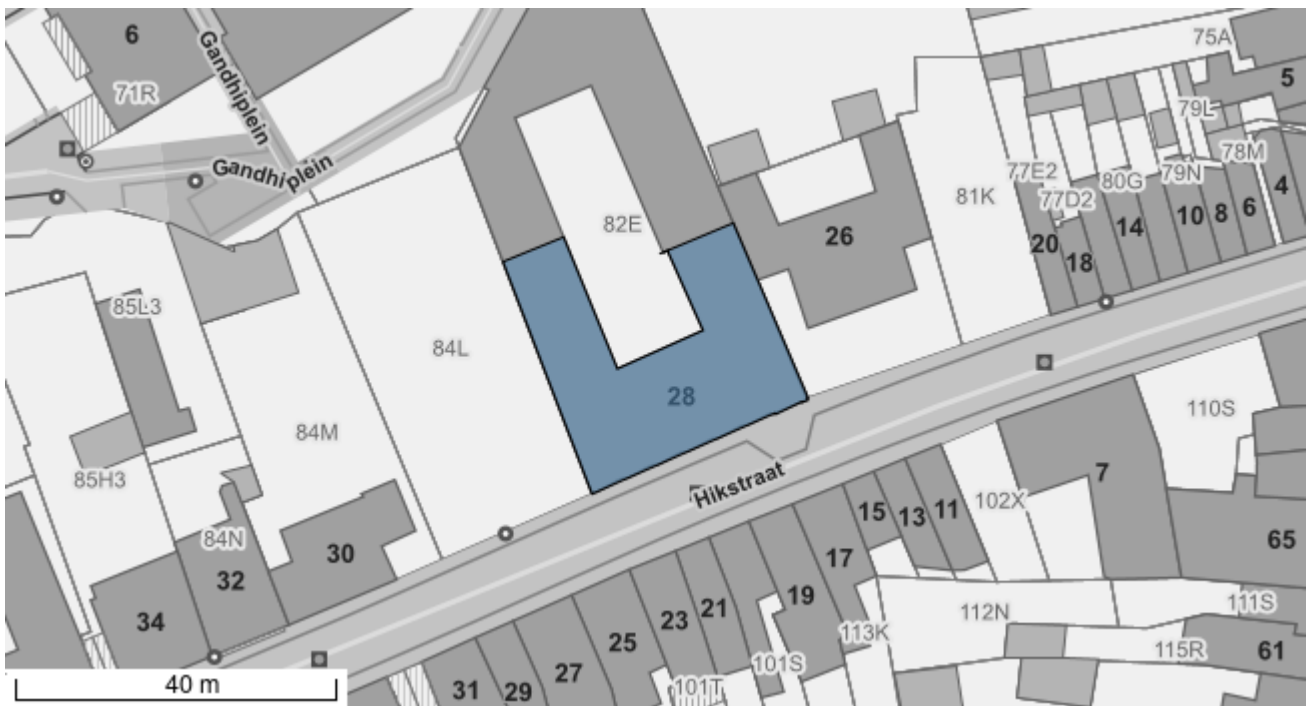 6
71R
Gandhiplein
Gandhiplein
75A
5
79L
78M
77E2
77D2
80G
79N
81K
82E
26
20
18
14
10
8
6
4
85L3
84L
84M
28
85H3
84N
30
32
34
Hikstraat
110S
7
102X
15
13
11
17
19
21
23
25
27
29
31
65
112N
111S
113K
115R
61
101S
101T
40 m